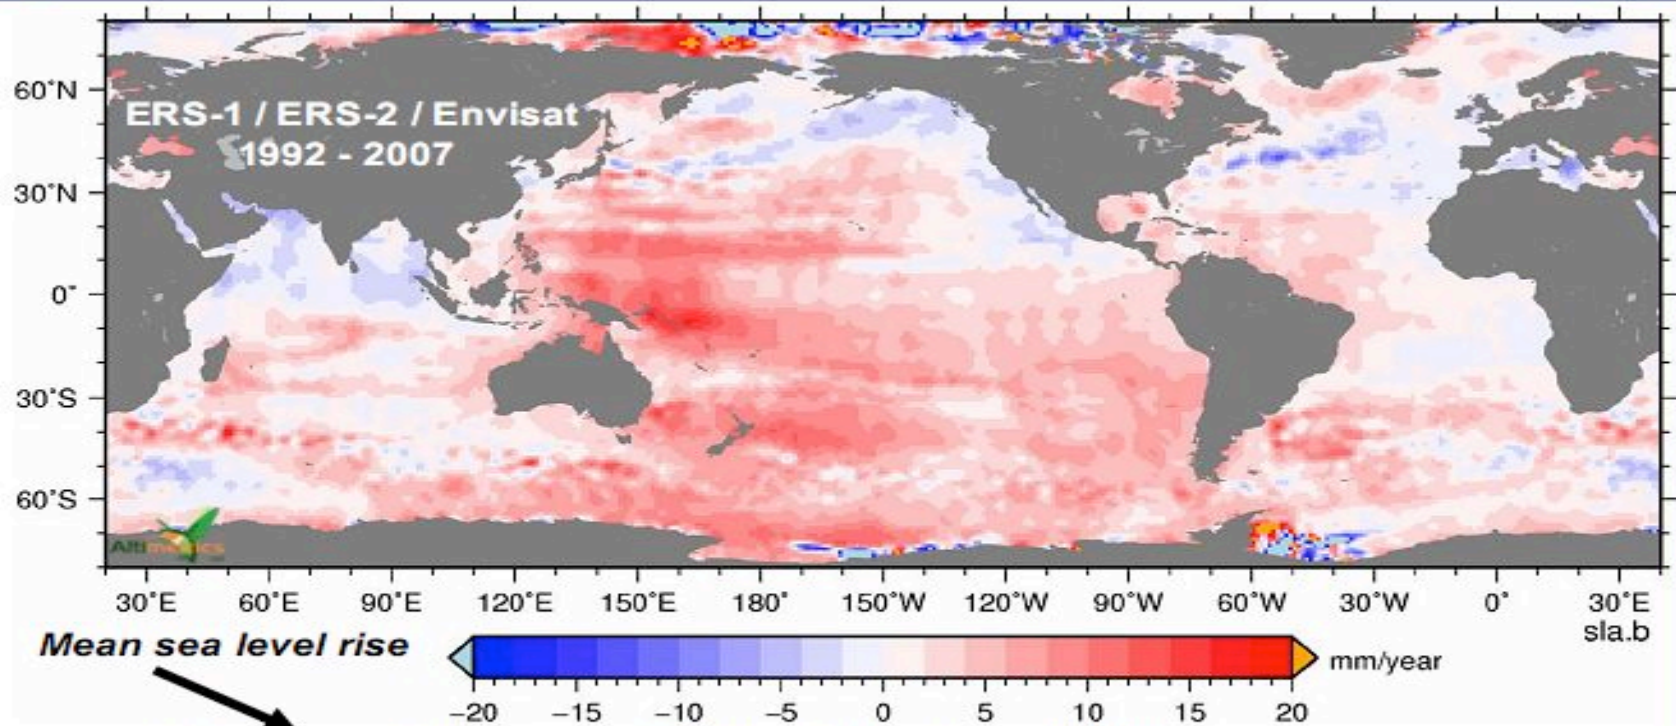 60°N
ERS-1 / ERS-2 / Envisat
1992 - 2007
30°N
0°
30°S
60°S
Altimetrics
30°E 60°E 90°E 120°E 150°E 180° 150°W 120°W 90°W 60°W 30°W 0° 30°E
sla.b
Mean sea level rise
mm/year
−20 −15 −10 −5 0 5 10 15 20